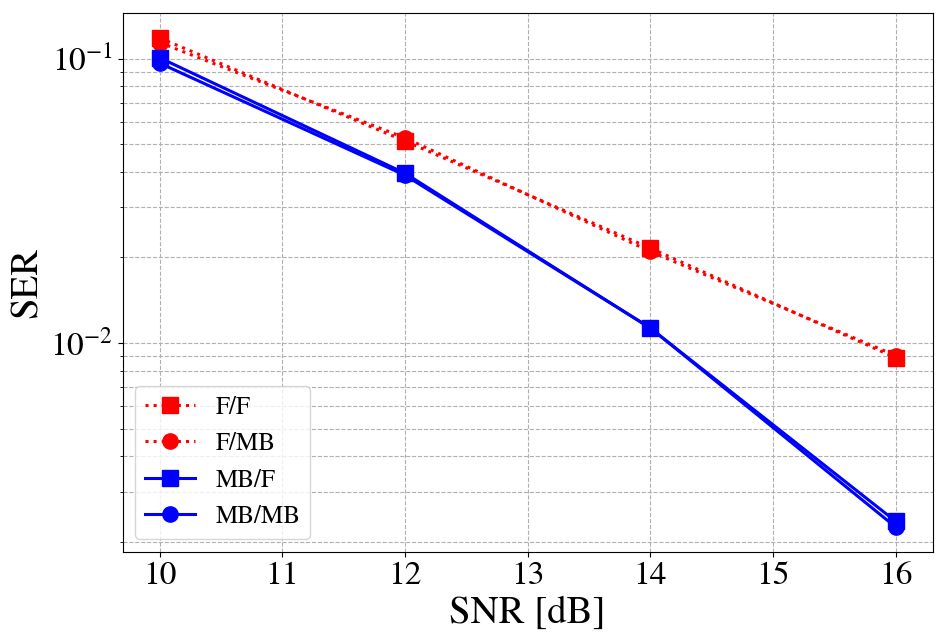 10⁻¹
10⁻²
SER
F/F
F/MB
MB/F
MB/MB
10 11 12 13 14 15 16
SNR [dB]